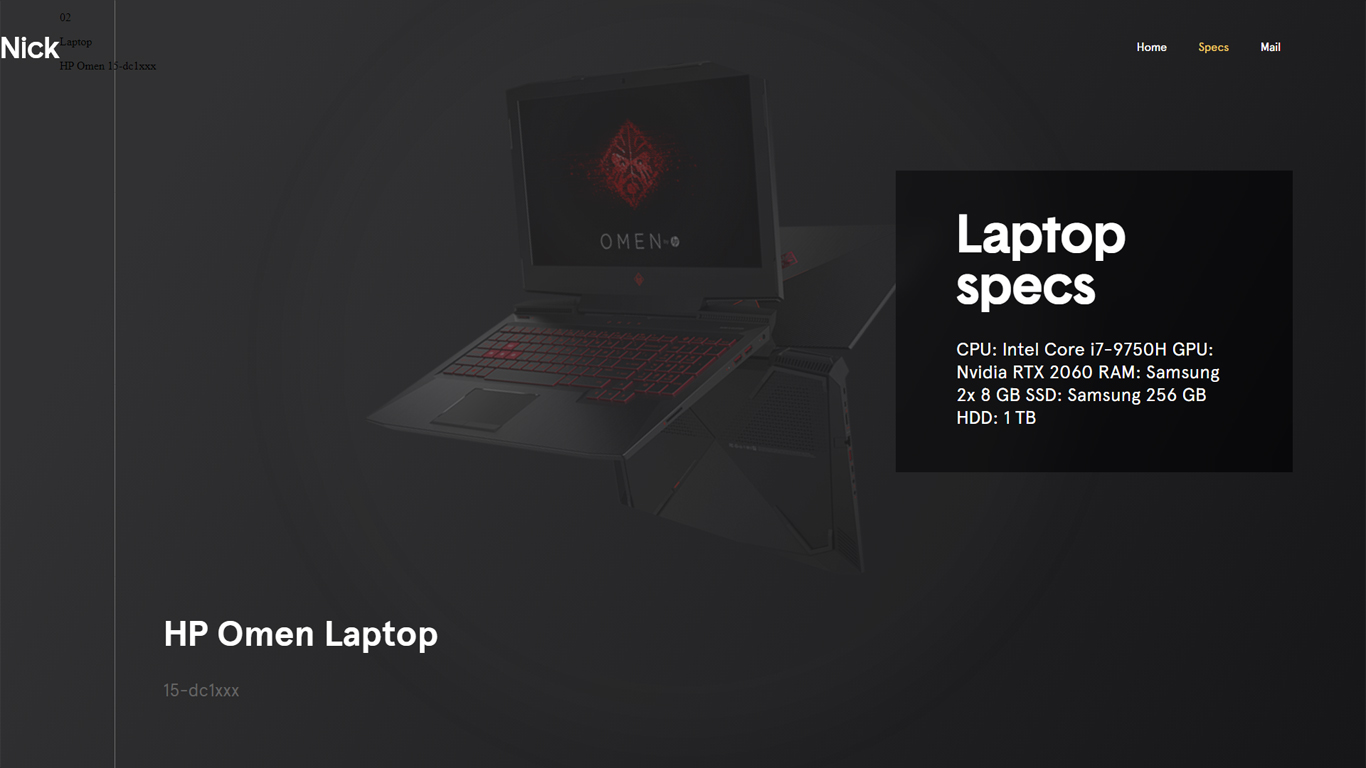 02
Nick
Laptop
HP Omen 15-dc1xxx
Home
Specs
Mail
OMEN
Laptop
specs
CPU: Intel Core i7-9750H GPU:
Nvidia RTX 2060 RAM: Samsung
2x 8 GB SSD: Samsung 256 GB
HDD: 1 TB
HP Omen Laptop
15-dc1xxx